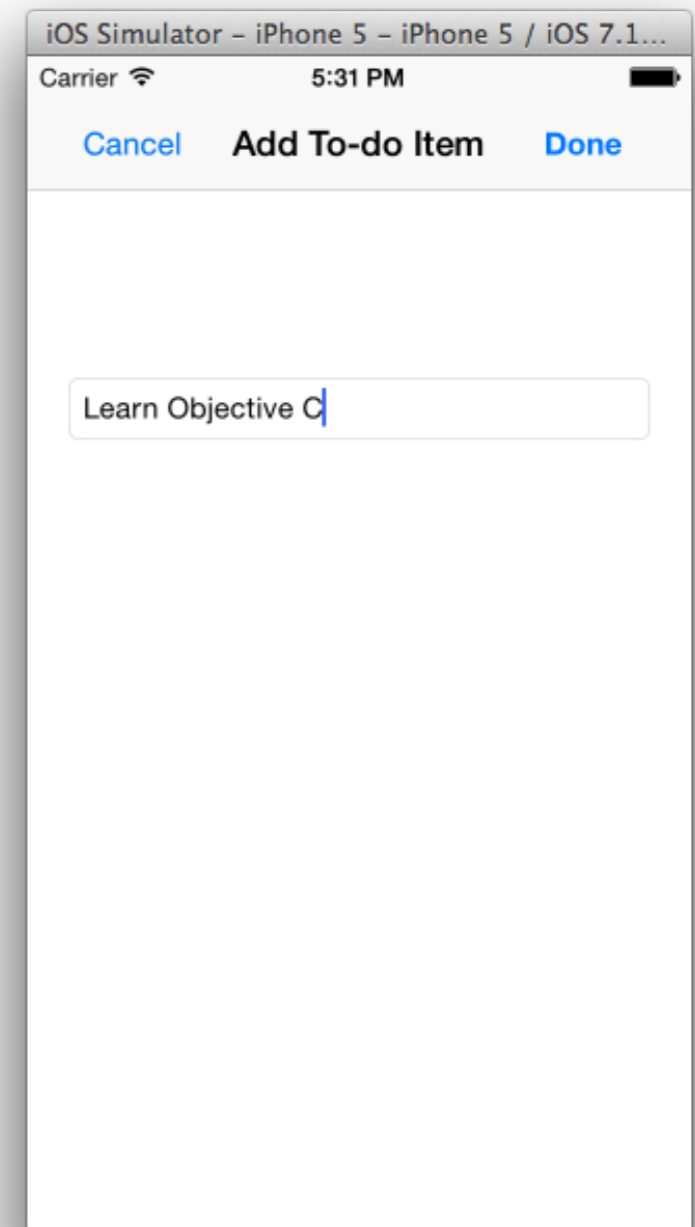 iOS Simulator – iPhone 5 – iPhone 5 / iOS 7.1...
Carrier 5:31 PM
Cancel Add To-do Item Done
Learn Objective C